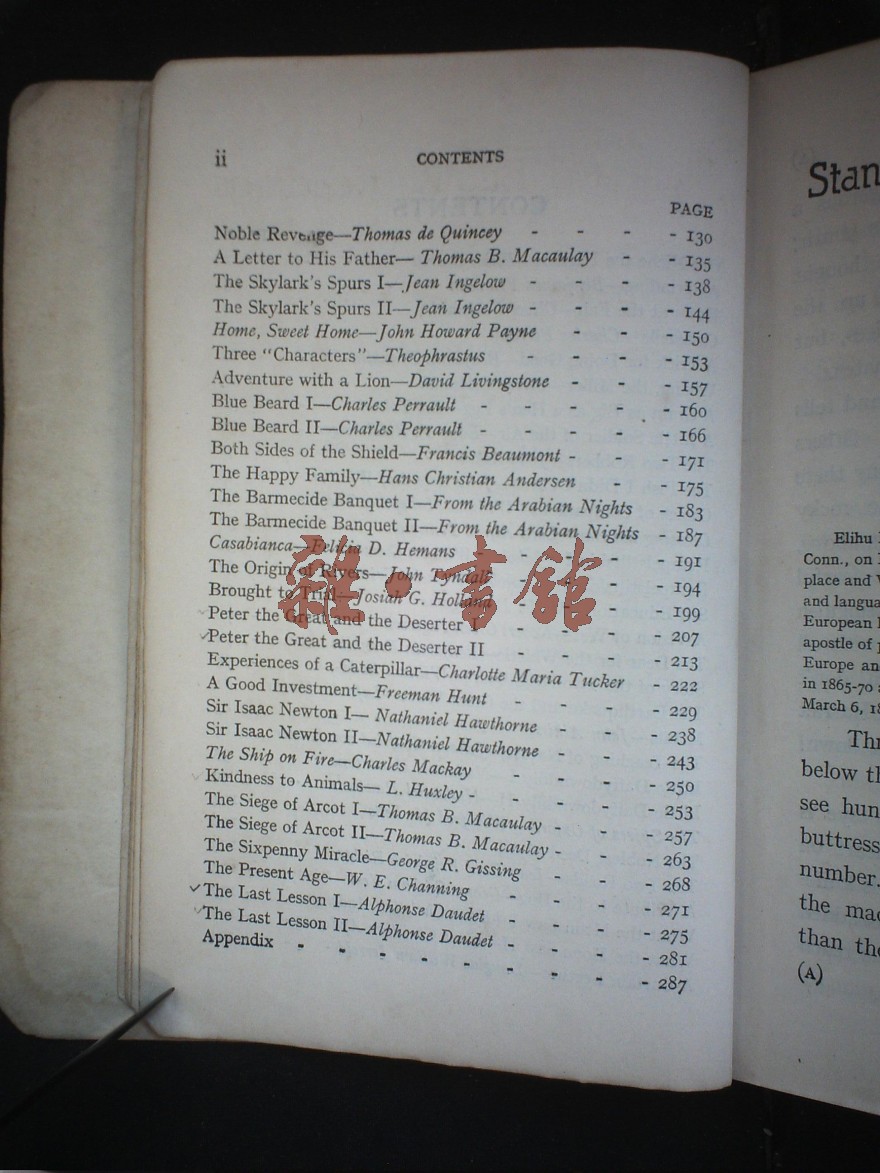 ii CONTENTS
PAGE
Noble Revenge—Thomas de Quincey - - - - 130
A Letter to His Father— Thomas B. Macaulay - - 135
The Skylark's Spurs I—Jean Ingelow - - - - 138
The Skylark's Spurs II—Jean Ingelow - - - - 144
Home, Sweet Home—John Howard Payne - - - 150
Three "Characters"—Theophrastus - - - - 153
Adventure with a Lion—David Livingstone - - - 157
Blue Beard I—Charles Perrault - - - - - 160
Blue Beard II—Charles Perrault - - - - - 166
Both Sides of the Shield—Francis Beaumont - - - 171
The Happy Family—Hans Christian Andersen - - - 175
The Barmecide Banquet I—From the Arabian Nights - 183
The Barmecide Banquet II—From the Arabian Nights - 187
Casabianca—Felicia D. Hemans - - - - 191
The Origin of Rivers—John Tyndall - - - 194
Brought to Trial—Josiah G. Holland - - - - 199
Peter the Great and the Deserter I - - - - 207
Peter the Great and the Deserter II - - - - 213
Experiences of a Caterpillar—Charlotte Maria Tucker - 222
A Good Investment—Freeman Hunt - - - - 229
Sir Isaac Newton I— Nathaniel Hawthorne - - - 238
Sir Isaac Newton II—Nathaniel Hawthorne - - - 243
The Ship on Fire—Charles Mackay - - - - 250
Kindness to Animals— L. Huxley - - - - - 253
The Siege of Arcot I—Thomas B. Macaulay - - - 257
The Siege of Arcot II—Thomas B. Macaulay - - - 263
The Sixpenny Miracle—George R. Gissing - - - 268
The Present Age—W. E. Channing - - - - 271
The Last Lesson I—Alphonse Daudet - - - - 275
The Last Lesson II—Alphonse Daudet - - - - 281
Appendix - - - - - - - - - 287
雜·書館
Stan
Elihu
Conn., on
place and
and langua
European
apostle of
Europe an
in 1865-70
March 6, 18
Thr
below th
see hun
buttress
number.
the mac
than the
(A)